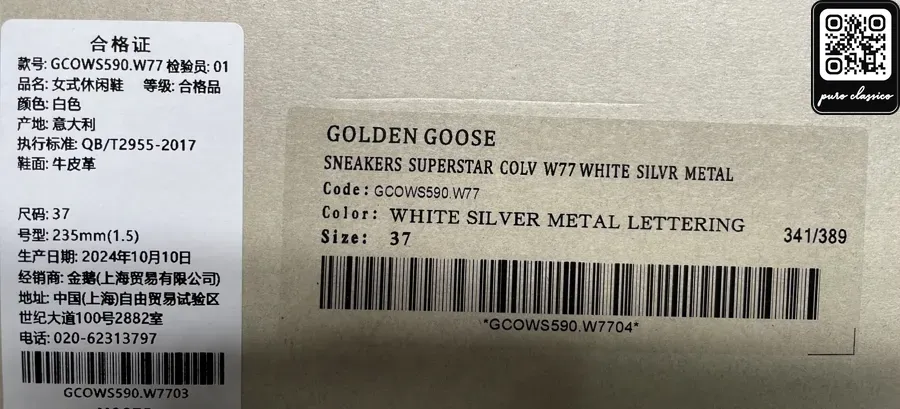 合格证
款号: GCOWS590.W77 检验员: 01
品名: 女式休闲鞋 等级: 合格品
颜色: 白色
产地: 意大利
执行标准: QB/T2955-2017
鞋面: 牛皮革
尺码: 37
号型: 235mm(1.5)
生产日期: 2024年10月10日
经销商: 金鹅(上海贸易有限公司)
地址: 中国(上海)自由贸易试验区
世纪大道100号2882室
电话: 020-62313797
GCOWS590.W7703
GOLDEN GOOSE
SNEAKERS SUPERSTAR COLV W77 WHITE SILVR METAL
Code: GCOWS590.W77
Color: WHITE SILVER METAL LETTERING
Size: 37
341/389
*GCOWS590.W7704*
puro classico